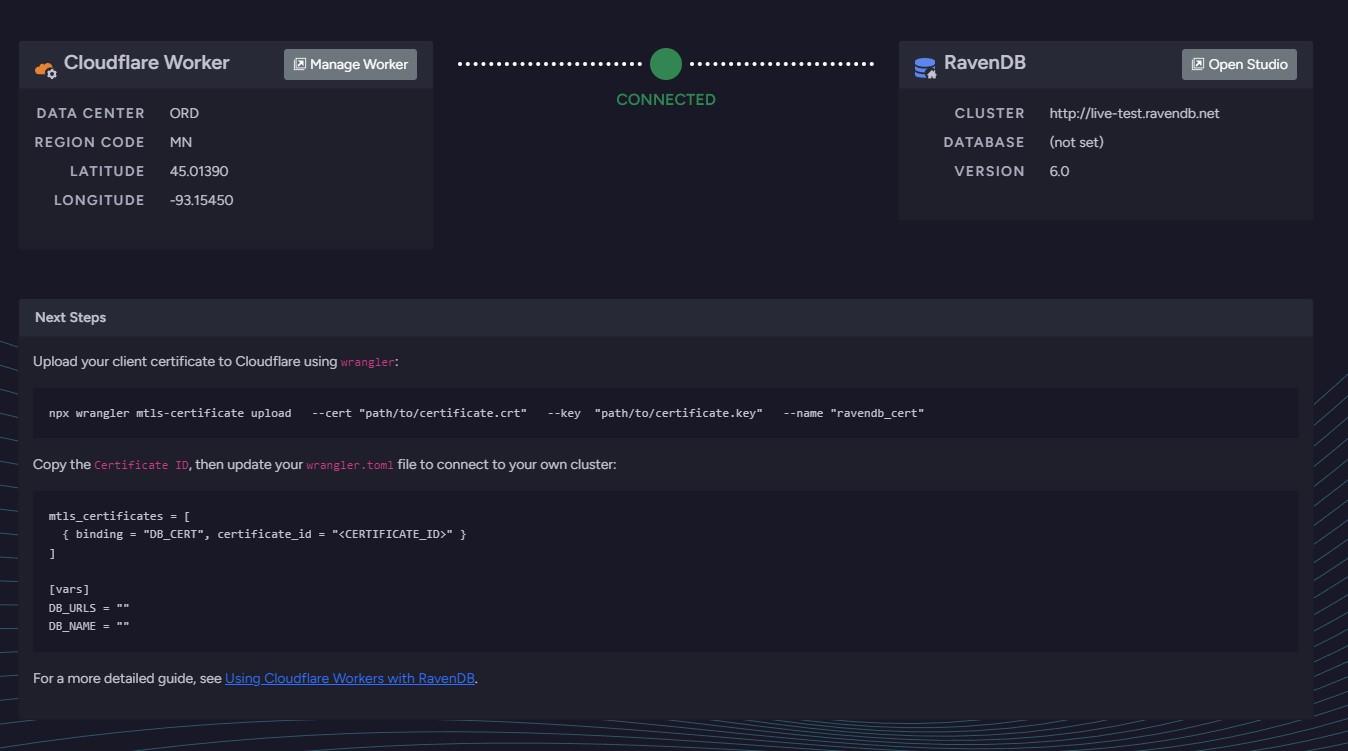 Cloudflare Worker
Manage Worker
DATA CENTER ORD
REGION CODE MN
LATITUDE 45.01390
LONGITUDE -93.15450
CONNECTED
RavenDB
Open Studio
CLUSTER http://live-test.ravendb.net
DATABASE (not set)
VERSION 6.0
Next Steps
Upload your client certificate to Cloudflare using wrangler:
npx wrangler mtls-certificate upload   --cert "path/to/certificate.crt"   --key  "path/to/certificate.key"   --name "ravendb_cert"
Copy the Certificate ID, then update your wrangler.toml file to connect to your own cluster:
mtls_certificates = [
  { binding = "DB_CERT", certificate_id = "<CERTIFICATE_ID>" }
]
[vars]
DB_URLS = ""
DB_NAME = ""
For a more detailed guide, see Using Cloudflare Workers with RavenDB.